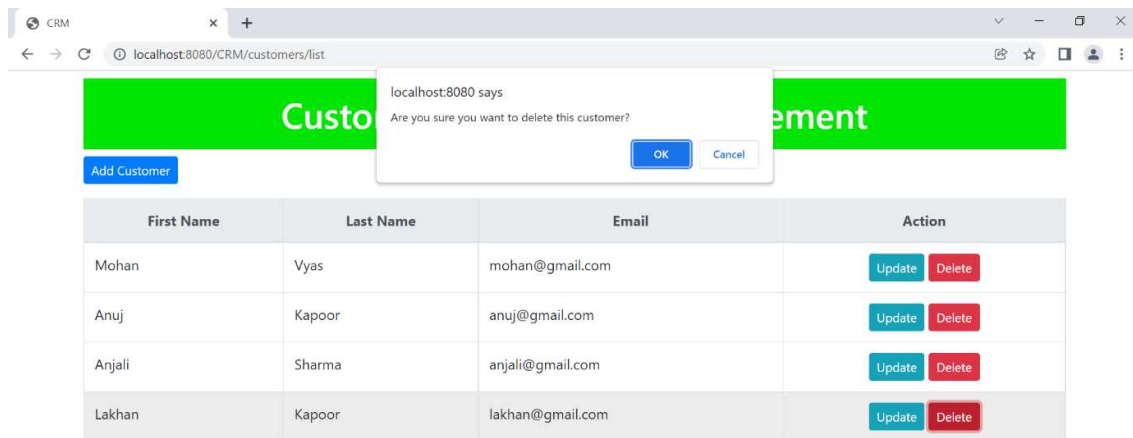 CRM
localhost:8080/CRM/customers/list
localhost:8080 says
Are you sure you want to delete this customer?
OK Cancel
Add Customer
First Name Last Name Email Action
Mohan Vyas mohan@gmail.com Update Delete
Anuj Kapoor anuj@gmail.com Update Delete
Anjali Sharma anjali@gmail.com Update Delete
Lakhan Kapoor lakhan@gmail.com Update Delete